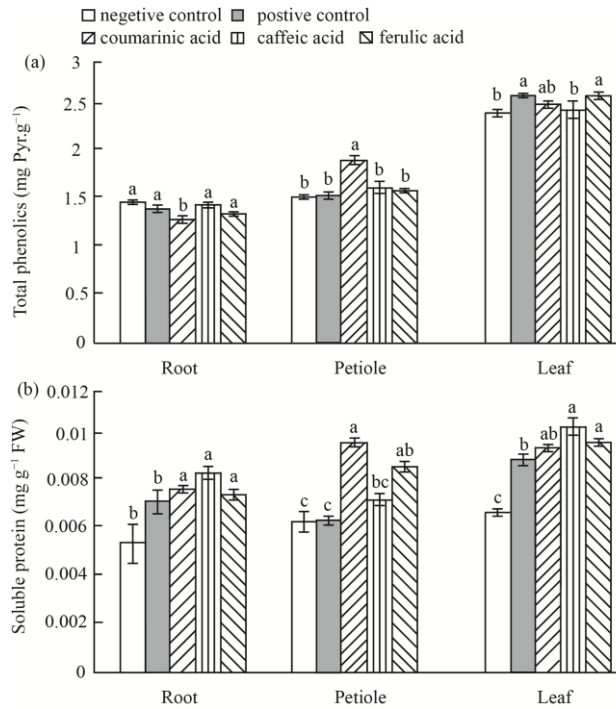 negetive control postive control
coumarinic acid caffeic acid ferulic acid
(a)
Total phenolics (mg Pyr.g⁻¹)
3
2.5
2
1.5
1
0.5
0
a a b a a
b b a b b
b a ab b a
Root Petiole Leaf
(b)
Soluble protein (mg g⁻¹ FW)
0.012
0.01
0.008
0.006
0.004
0.002
0
b b a a a
c c a bc ab
c b ab a a
Root Petiole Leaf